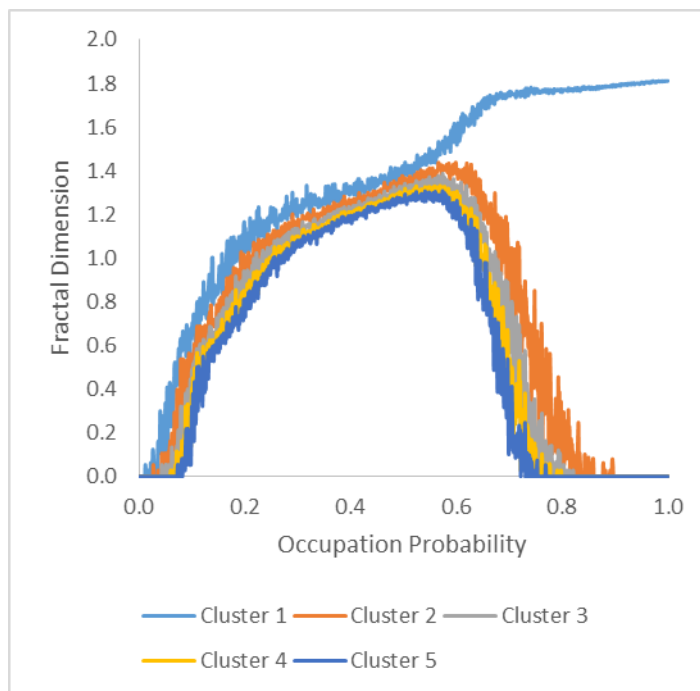 2.0
1.8
1.6
1.4
1.2
1.0
0.8
0.6
0.4
0.2
0.0
Fractal Dimension
0.0 0.2 0.4 0.6 0.8 1.0
Occupation Probability
Cluster 1 Cluster 2 Cluster 3
Cluster 4 Cluster 5